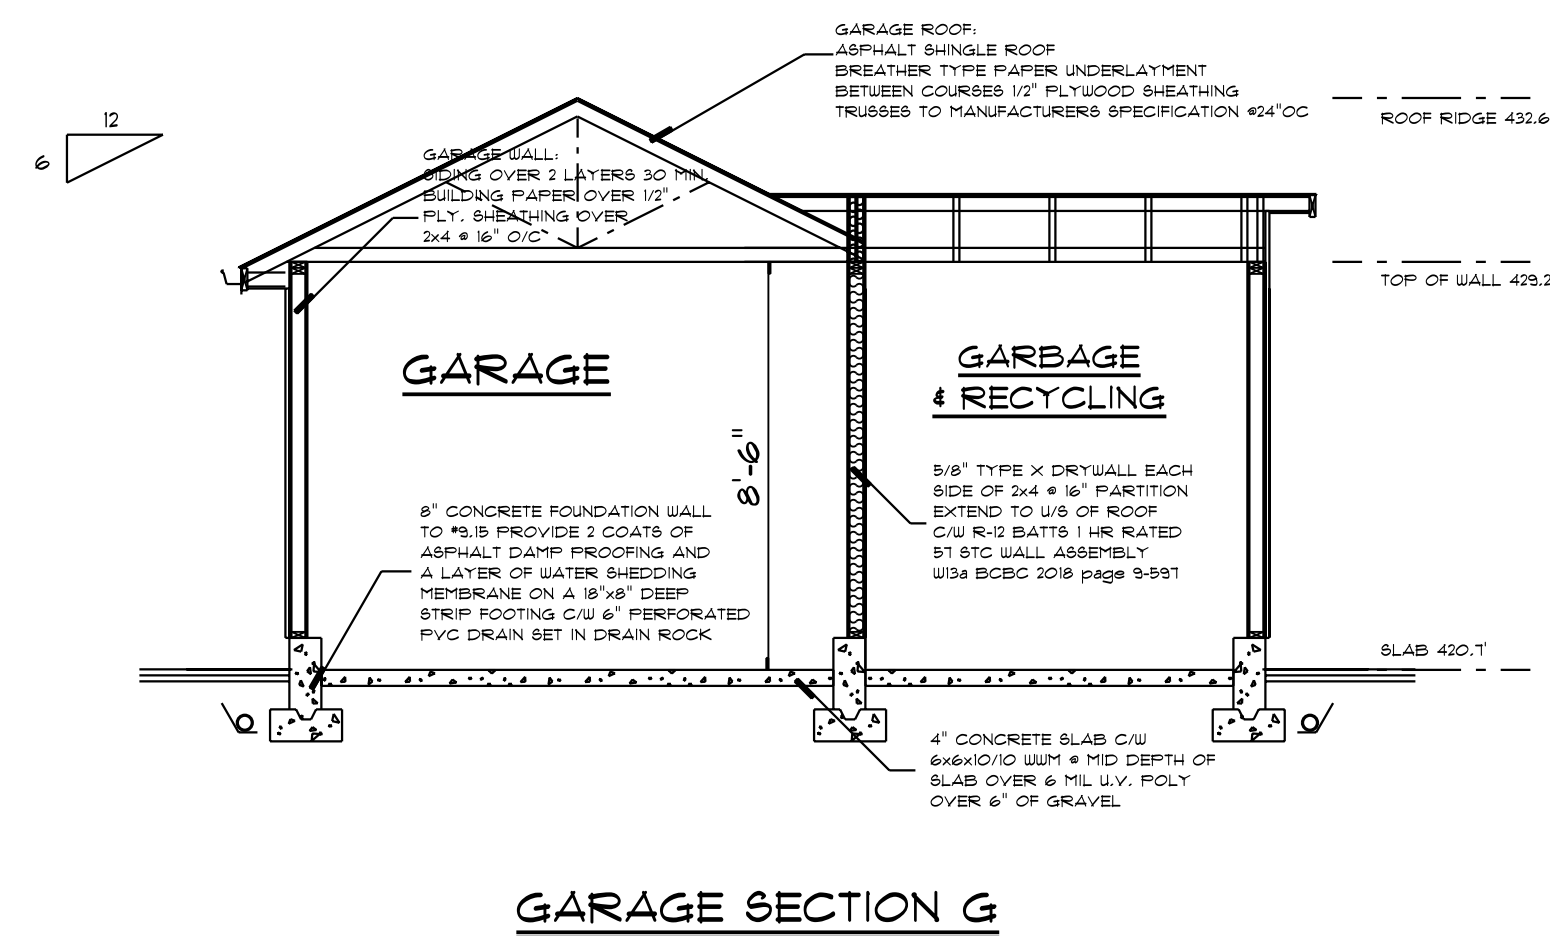 GARAGE ROOF:
ASPHALT SHINGLE ROOF
BREATHER TYPE PAPER UNDERLAYMENT
BETWEEN COURSES 1/2" PLYWOOD SHEATHING
TRUSSES TO MANUFACTURERS SPECIFICATION @24"OC
ROOF RIDGE 432.6
12
6
GARAGE WALL:
SIDING OVER 2 LAYERS 30 MIN.
BUILDING PAPER OVER 1/2"
PLY. SHEATHING OVER
2x4 @ 16" O/C
TOP OF WALL 429.2
GARAGE
GARBAGE
& RECYCLING
8'-6"
5/8" TYPE X DRYWALL EACH
SIDE OF 2x4 @ 16" PARTITION
EXTEND TO U/S OF ROOF
C/W R-12 BATTS 1 HR RATED
57 STC WALL ASSEMBLY
W13a BCBC 2018 page 9-597
8" CONCRETE FOUNDATION WALL
TO #9.15 PROVIDE 2 COATS OF
ASPHALT DAMP PROOFING AND
A LAYER OF WATER SHEDDING
MEMBRANE ON A 18"x8" DEEP
STRIP FOOTING C/W 6" PERFORATED
PVC DRAIN SET IN DRAIN ROCK
SLAB 420.7'
4" CONCRETE SLAB C/W
6x6x10/10 WWM @ MID DEPTH OF
SLAB OVER 6 MIL U.V. POLY
OVER 6" OF GRAVEL
GARAGE SECTION G